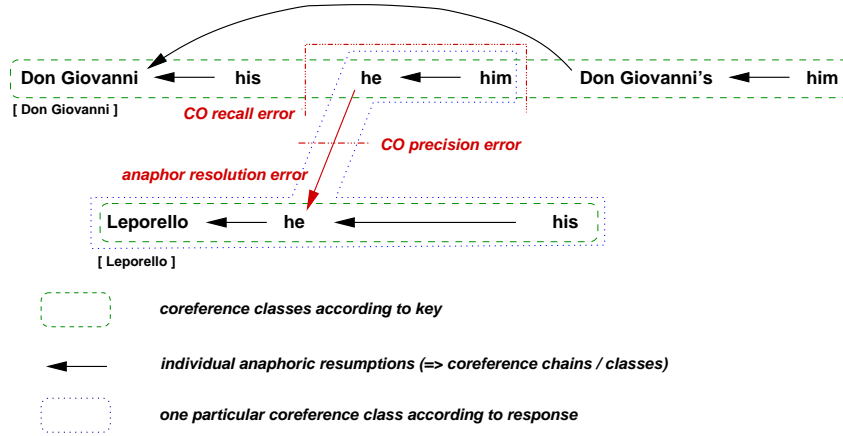 Don Giovanni his he him Don Giovanni's him
[ Don Giovanni ]
CO recall error
CO precision error
anaphor resolution error
Leporello he his
[ Leporello ]
coreference classes according to key
individual anaphoric resumptions (=> coreference chains / classes)
one particular coreference class according to response